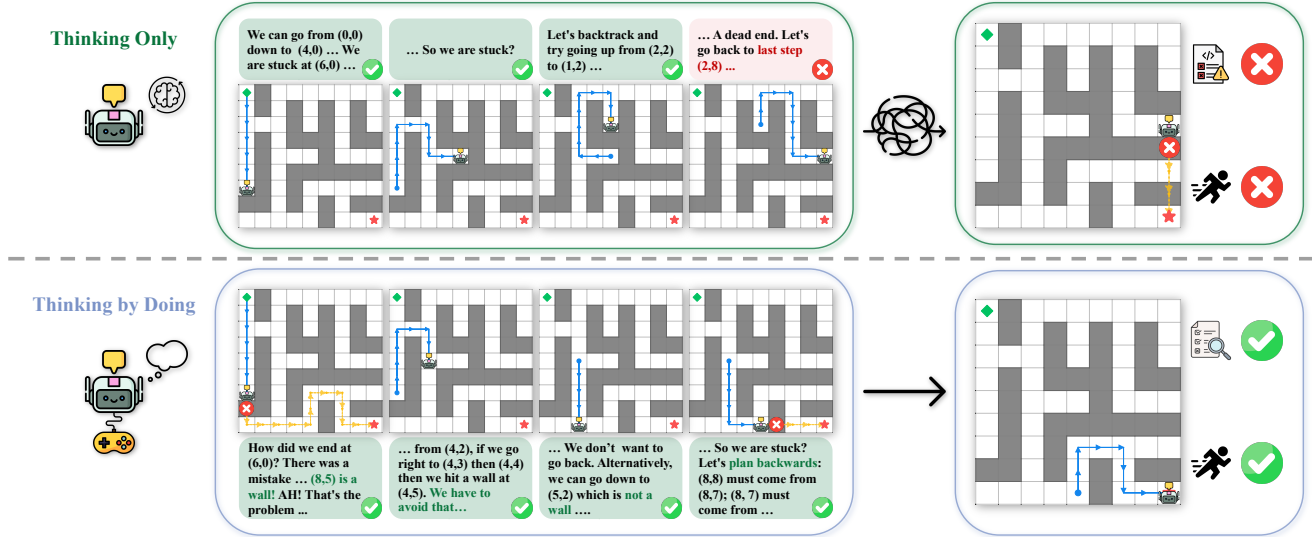 Thinking Only
We can go from (0,0)
down to (4,0) … We
are stuck at (6,0) …
… So we are stuck?
Let's backtrack and
try going up from (2,2)
to (1,2) …
… A dead end. Let's
go back to last step
(2,8) ...
Thinking by Doing
How did we end at
(6,0)? There was a
mistake … (8,5) is a
wall! AH! That's the
problem ...
… from (4,2), if we go
right to (4,3) then (4,4)
then we hit a wall at
(4,5). We have to
avoid that…
… We don't want to
go back. Alternatively,
we can go down to
(5,2) which is not a
wall ….
… So we are stuck?
Let's plan backwards:
(8,8) must come from
(8,7); (8, 7) must
come from …